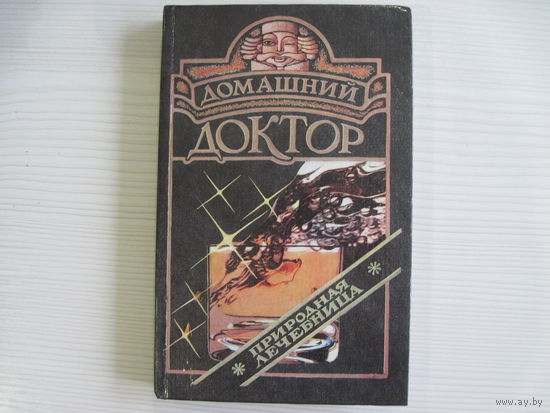 ДОМАШНИЙ
ДОКТОР
* ПРИРОДНАЯ *
ЛЕЧЕБНИЦА
www.ay.by